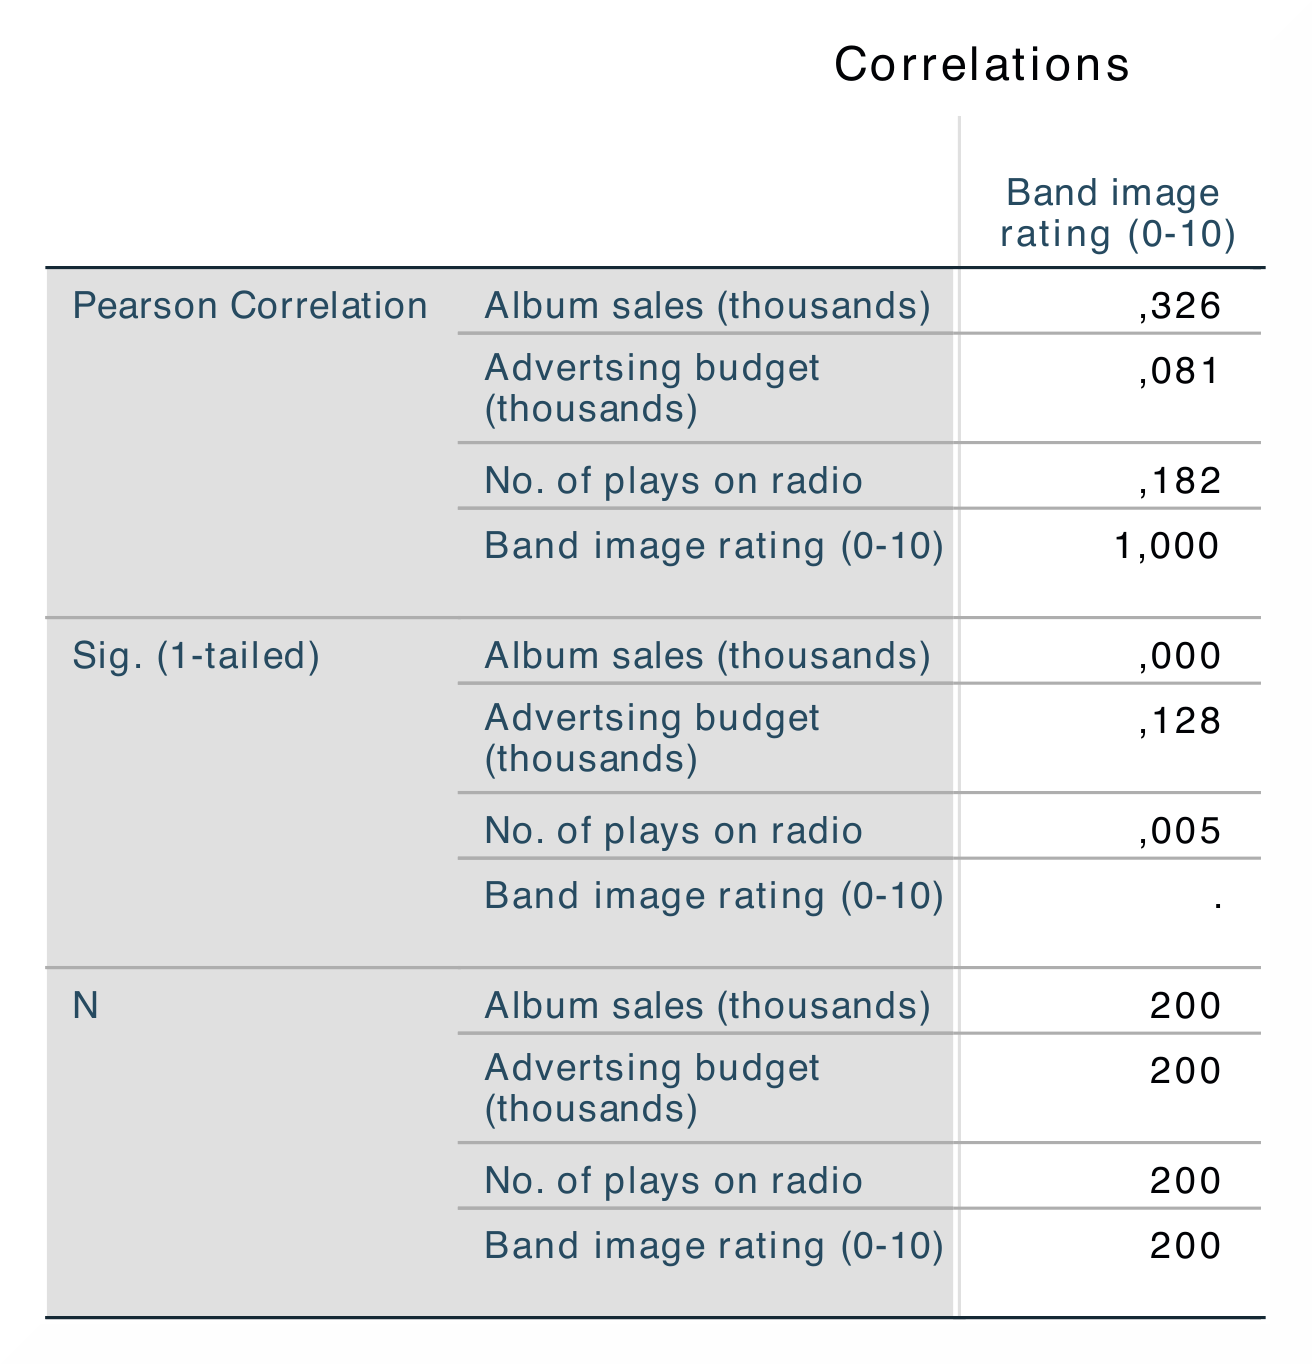 Correlations
Band image
rating (0-10)
Pearson Correlation Album sales (thousands) ,326
Advertsing budget ,081
(thousands)
No. of plays on radio ,182
Band image rating (0-10) 1,000
Sig. (1-tailed) Album sales (thousands) ,000
Advertsing budget ,128
(thousands)
No. of plays on radio ,005
Band image rating (0-10) .
N Album sales (thousands) 200
Advertsing budget 200
(thousands)
No. of plays on radio 200
Band image rating (0-10) 200